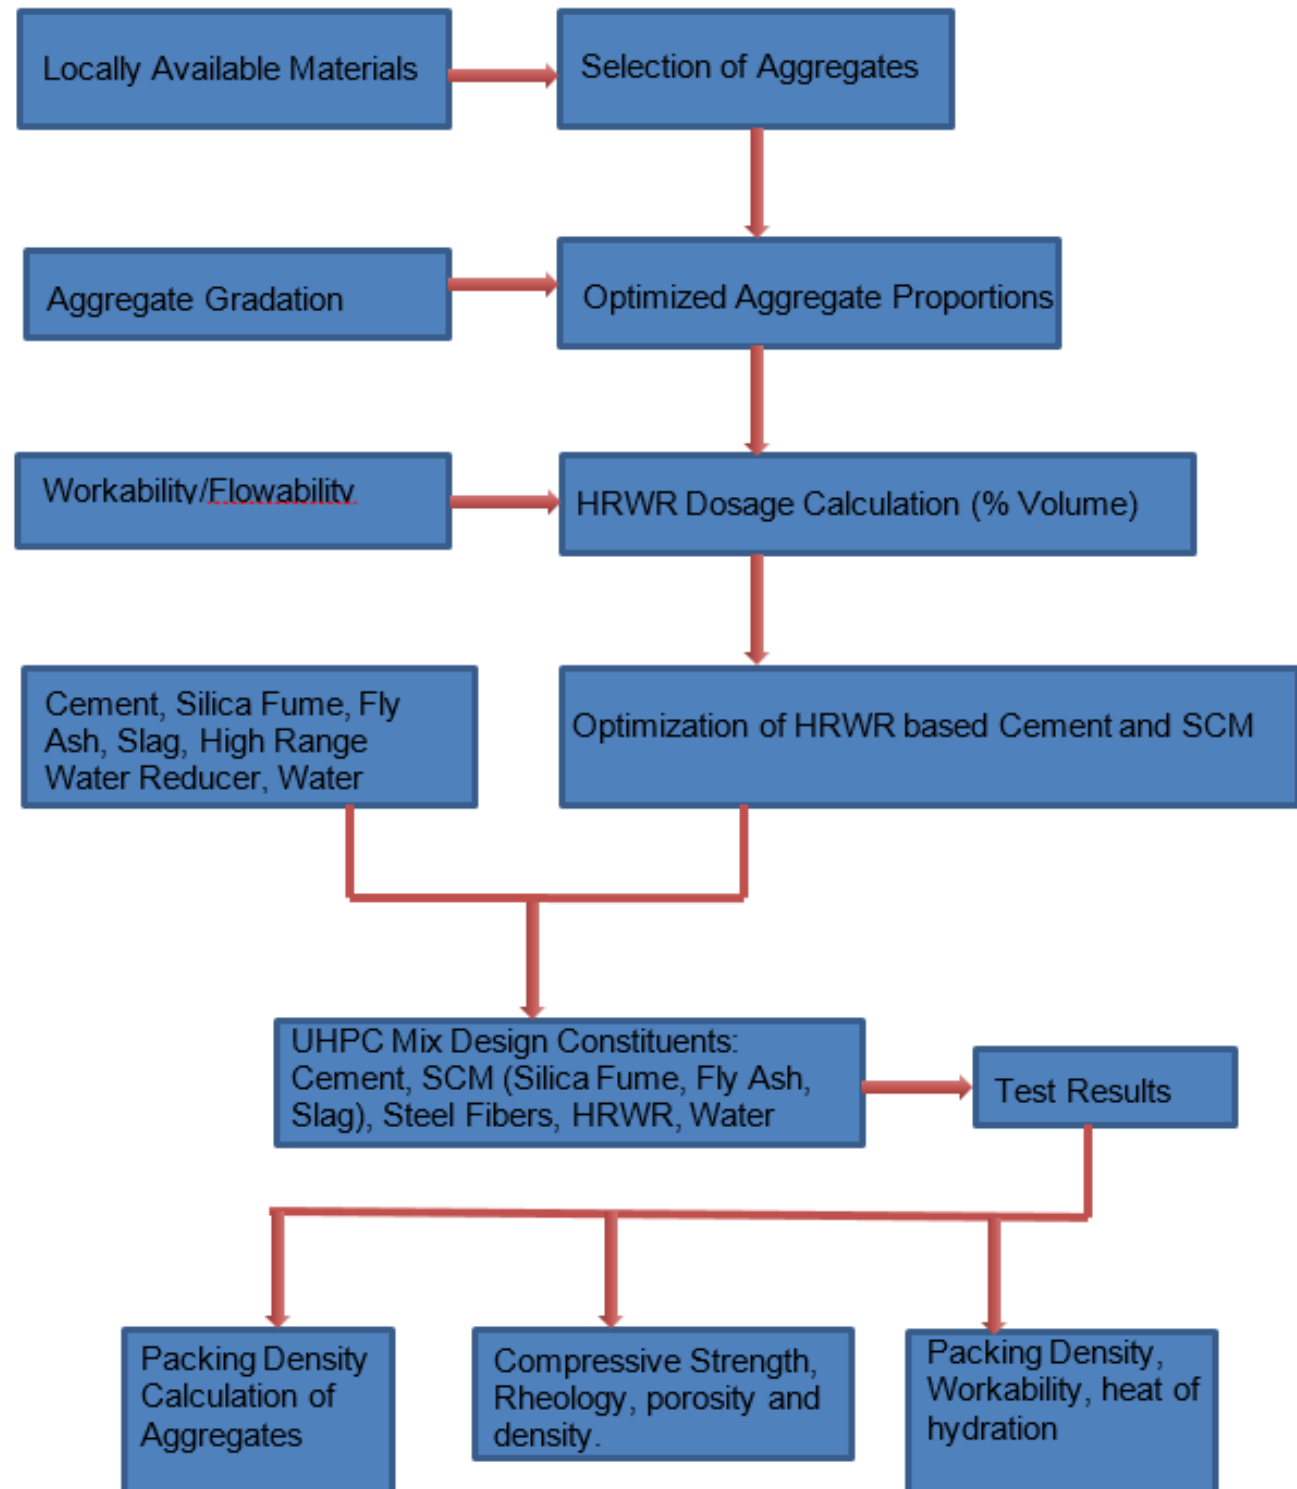 Locally Available Materials
Selection of Aggregates
Aggregate Gradation
Optimized Aggregate Proportions
Workability/Flowability
HRWR Dosage Calculation (% Volume)
Cement, Silica Fume, Fly
Ash, Slag, High Range
Water Reducer, Water
Optimization of HRWR based Cement and SCM
UHPC Mix Design Constituents:
Cement, SCM (Silica Fume, Fly Ash,
Slag), Steel Fibers, HRWR, Water
Test Results
Packing Density
Calculation of
Aggregates
Compressive Strength,
Rheology, porosity and
density.
Packing Density,
Workability, heat of
hydration